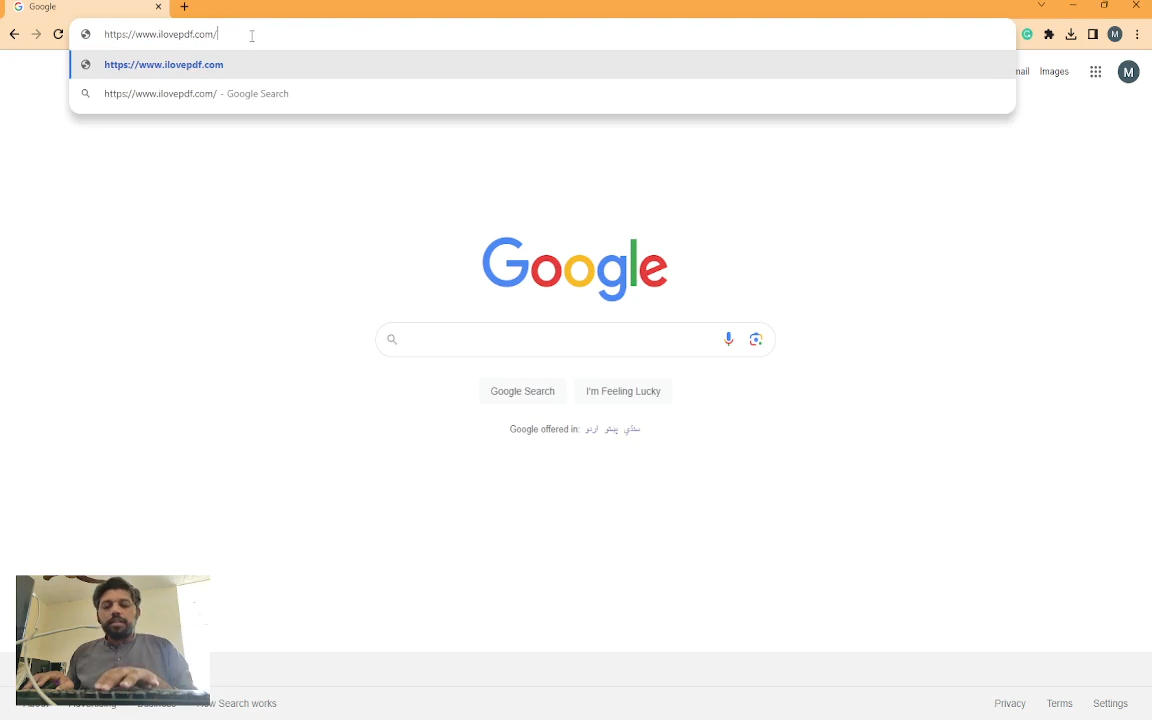 Google
https://www.ilovepdf.com/
https://www.ilovepdf.com
https://www.ilovepdf.com/ - Google Search
M
Images
M
Google
Google Search
I'm Feeling Lucky
Google offered in: اردو پښتو سنڌي
Search works
Privacy
Terms
Settings